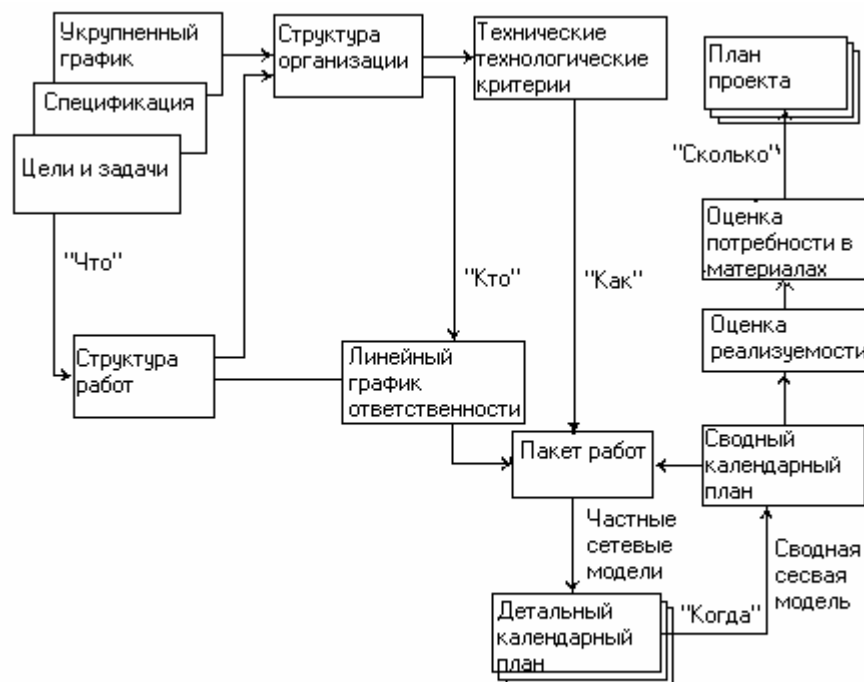 Укрупненный
график
Спецификация
Цели и задачи
"Что"
Структура
работ
Структура
организации
"Кто"
Линейный
график
ответственности
Технические
технологические
критерии
"Как"
Пакет работ
Частные
сетевые
модели
Детальный
календарный
план
"Когда"
Сводная
сесвая
модель
Сводный
календарный
план
Оценка
реализуемости
Оценка
потребности в
материалах
"Сколько"
План
проекта